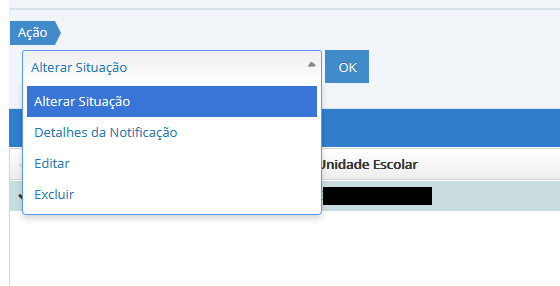 Ação
Alterar Situação
OK
Alterar Situação
Detalhes da Notificação
Editar
Unidade Escolar
Excluir